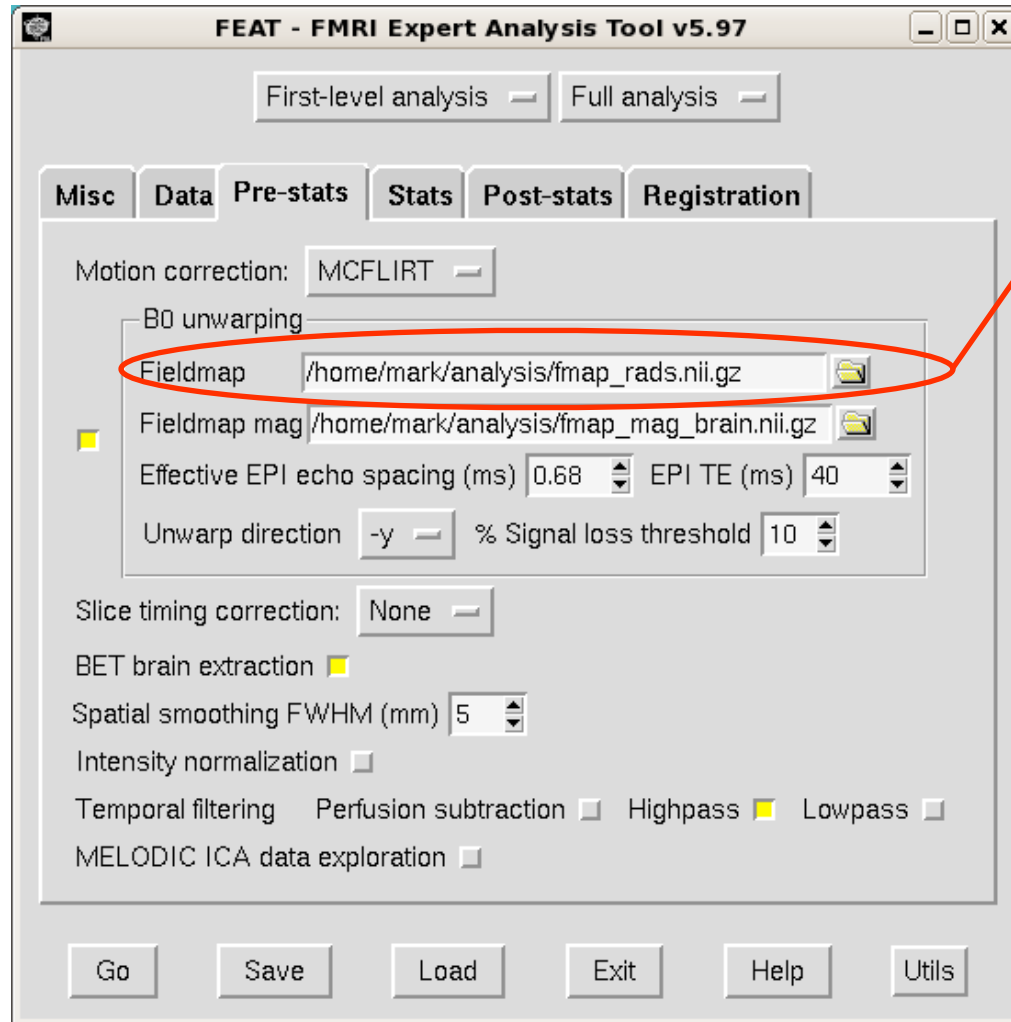 FEAT - FMRI Expert Analysis Tool v5.97
First-level analysis Full analysis
Misc Data Pre-stats Stats Post-stats Registration
Motion correction: MCFLIRT
B0 unwarping
Fieldmap /home/mark/analysis/fmap_rads.nii.gz
Fieldmap mag /home/mark/analysis/fmap_mag_brain.nii.gz
Effective EPI echo spacing (ms) 0.68 EPI TE (ms) 40
Unwarp direction -y % Signal loss threshold 10
Slice timing correction: None
BET brain extraction
Spatial smoothing FWHM (mm) 5
Intensity normalization
Temporal filtering Perfusion subtraction Highpass Lowpass
MELODIC ICA data exploration
Go Save Load Exit Help Utils